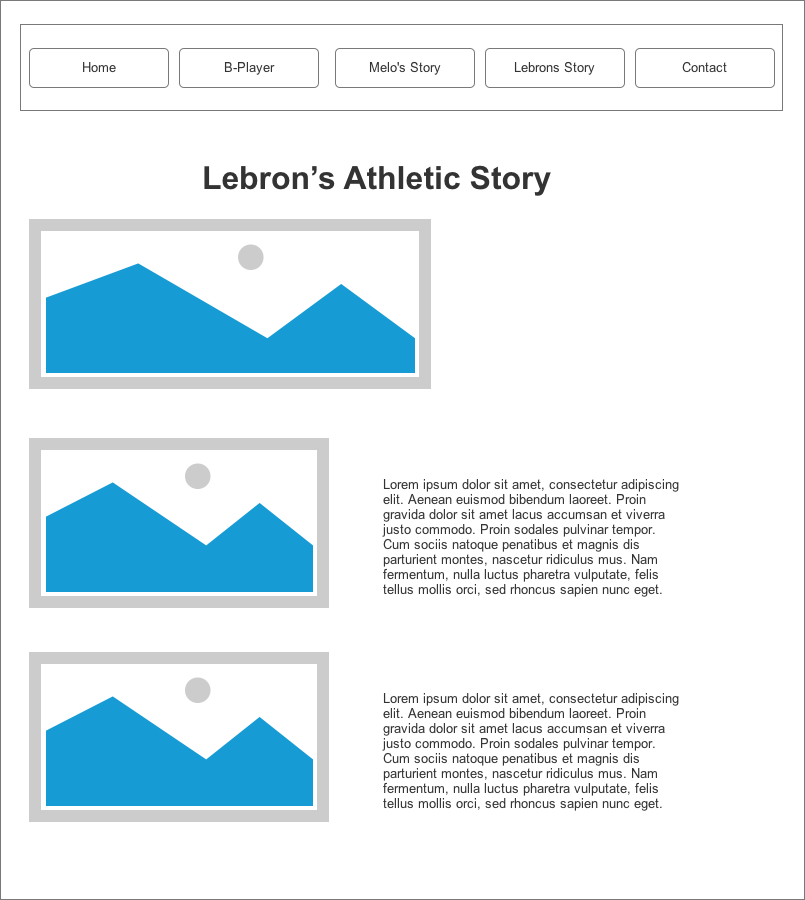 Home B-Player Melo's Story Lebrons Story Contact
Lebron’s Athletic Story
Lorem ipsum dolor sit amet, consectetur adipiscing
elit. Aenean euismod bibendum laoreet. Proin
gravida dolor sit amet lacus accumsan et viverra
justo commodo. Proin sodales pulvinar tempor.
Cum sociis natoque penatibus et magnis dis
parturient montes, nascetur ridiculus mus. Nam
fermentum, nulla luctus pharetra vulputate, felis
tellus mollis orci, sed rhoncus sapien nunc eget.
Lorem ipsum dolor sit amet, consectetur adipiscing
elit. Aenean euismod bibendum laoreet. Proin
gravida dolor sit amet lacus accumsan et viverra
justo commodo. Proin sodales pulvinar tempor.
Cum sociis natoque penatibus et magnis dis
parturient montes, nascetur ridiculus mus. Nam
fermentum, nulla luctus pharetra vulputate, felis
tellus mollis orci, sed rhoncus sapien nunc eget.